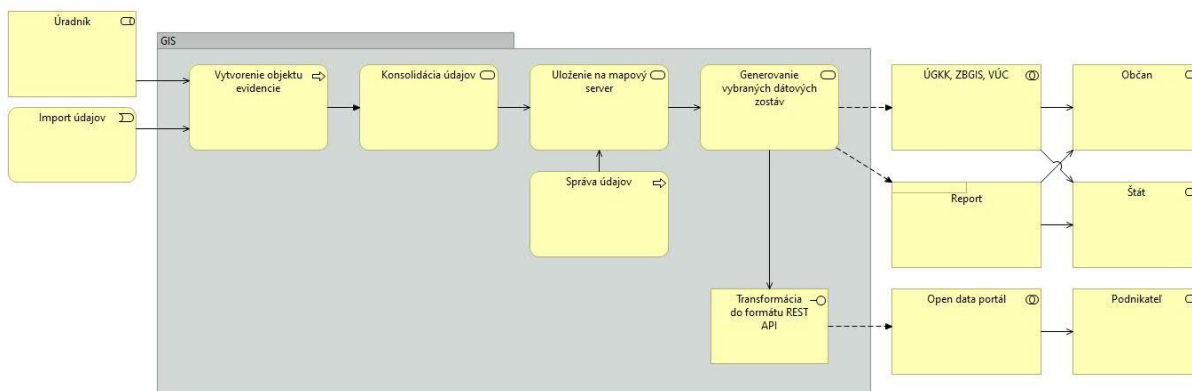 Úradník
Import údajov
GIS
Vytvorenie objektu
evidencie
Konsolidácia údajov
Uloženie na mapový
server
Generovanie
vybraných dátových
zostáv
Správa údajov
Transformácia
do formátu REST
API
ÚGKK, ZBGIS, VÚC
Občan
Report
Štát
Open data portál
Podnikateľ